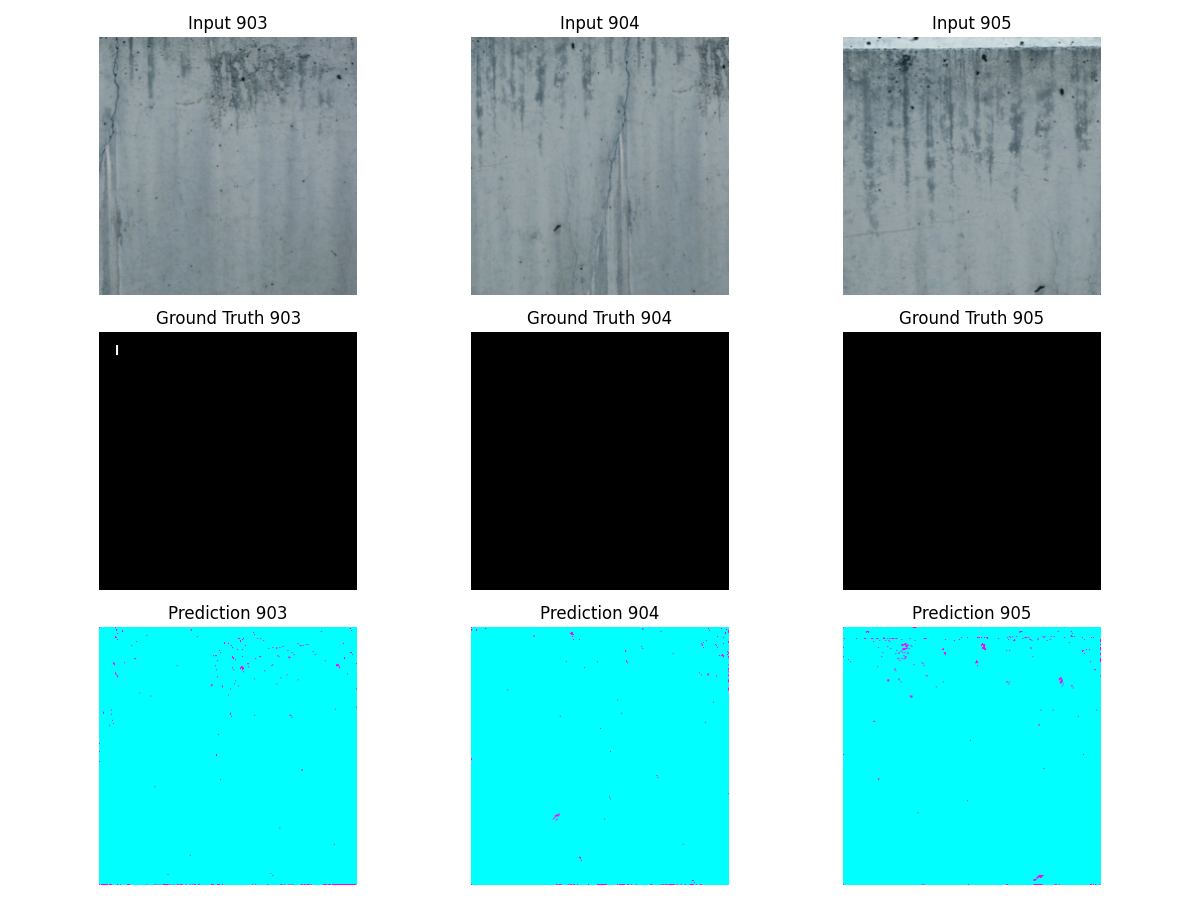 Input 903
Input 904
Input 905
Ground Truth 903
Ground Truth 904
Ground Truth 905
Prediction 903
Prediction 904
Prediction 905